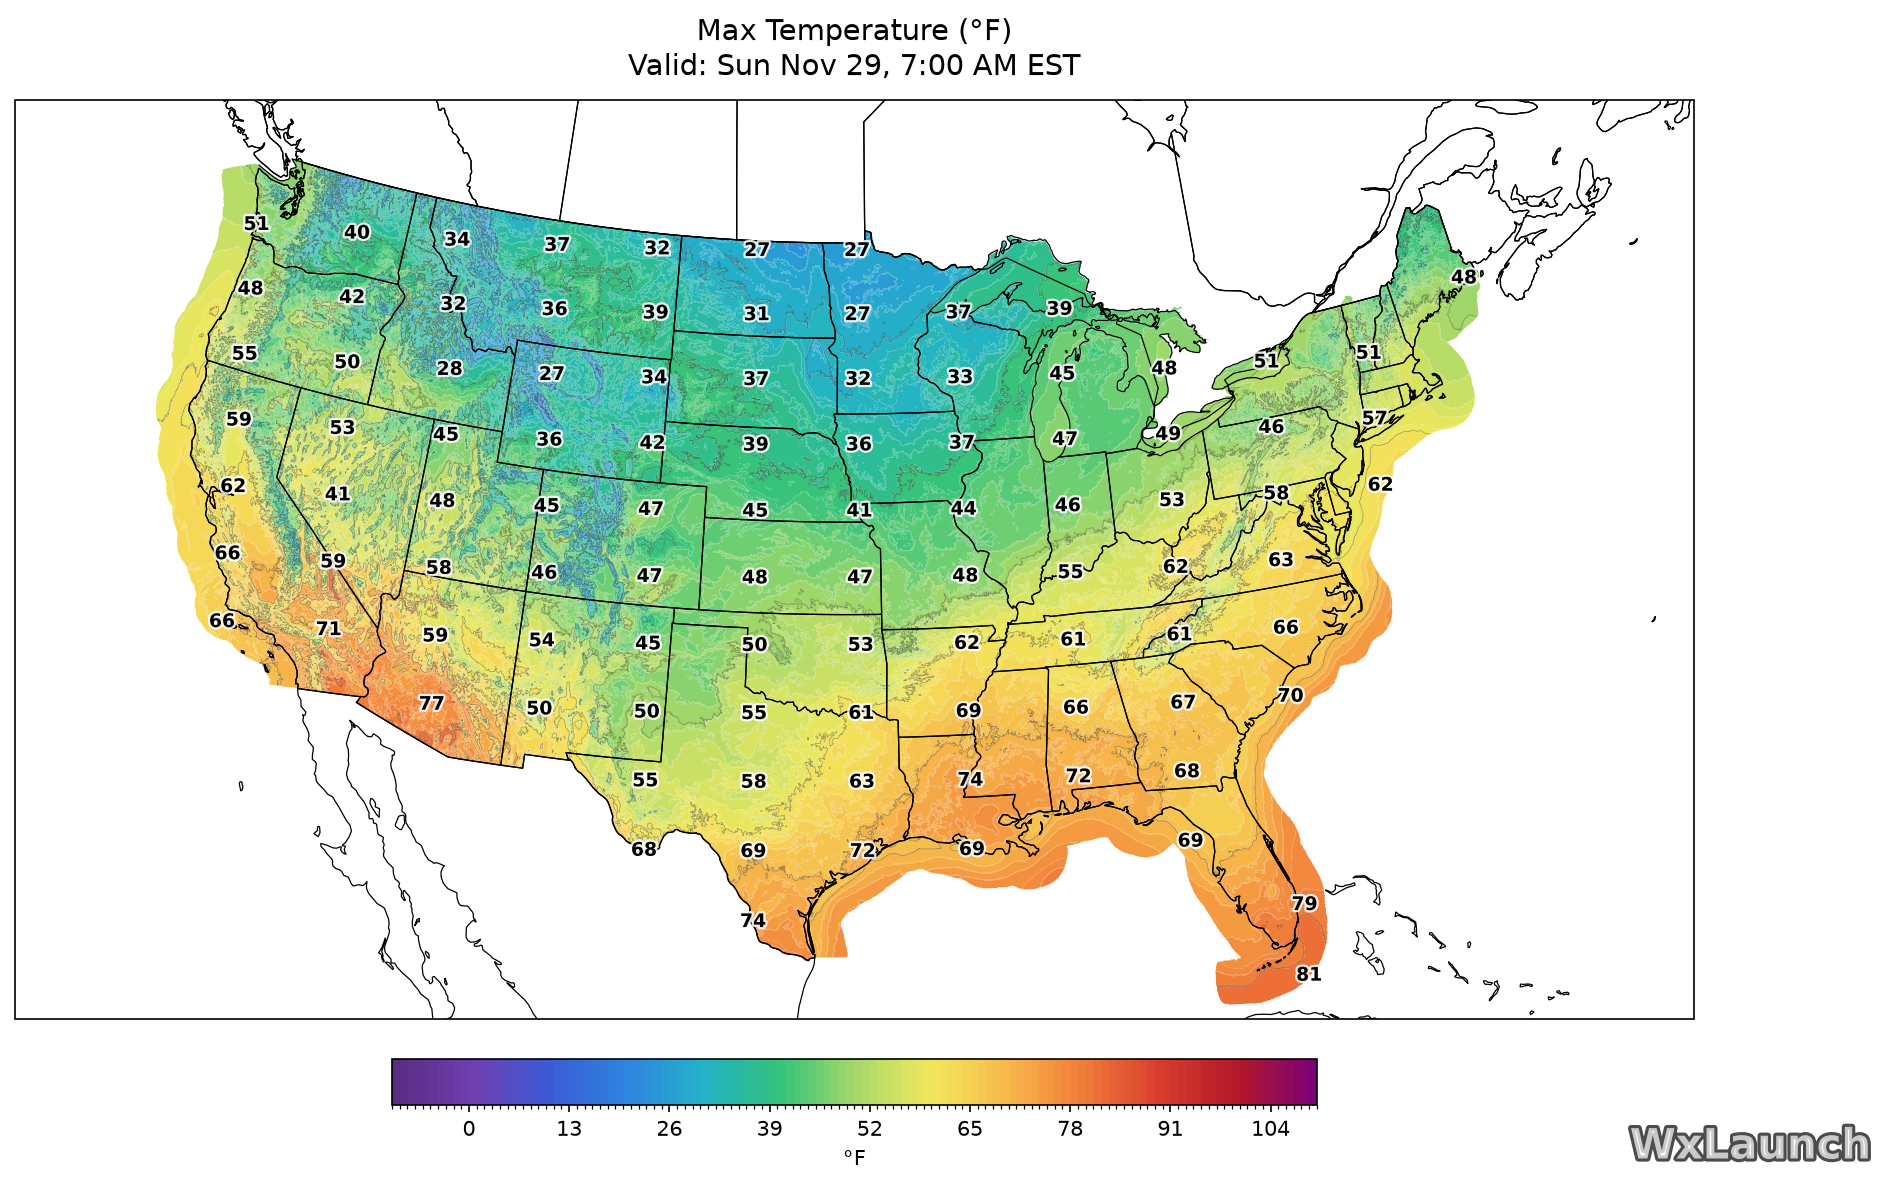 Max Temperature (°F)
Valid: Sun Nov 29, 7:00 AM EST
51 40 34 37 32 27 27 48
48 42 32 36 39 31 27 37 39
55 50 28 27 34 37 32 33 45 48 51 51
59 53 45 36 42 39 36 37 47 49 46 57
62 41 48 45 47 45 41 44 46 53 58 62
66 59 58 46 47 48 47 48 55 62 63
66 71 59 54 45 50 53 62 61 61 66
77 50 50 55 61 69 66 67 70
55 58 63 74 72 68
68 69 72 69 69
74 79
81
0 13 26 39 52 65 78 91 104
°F
WxLaunch